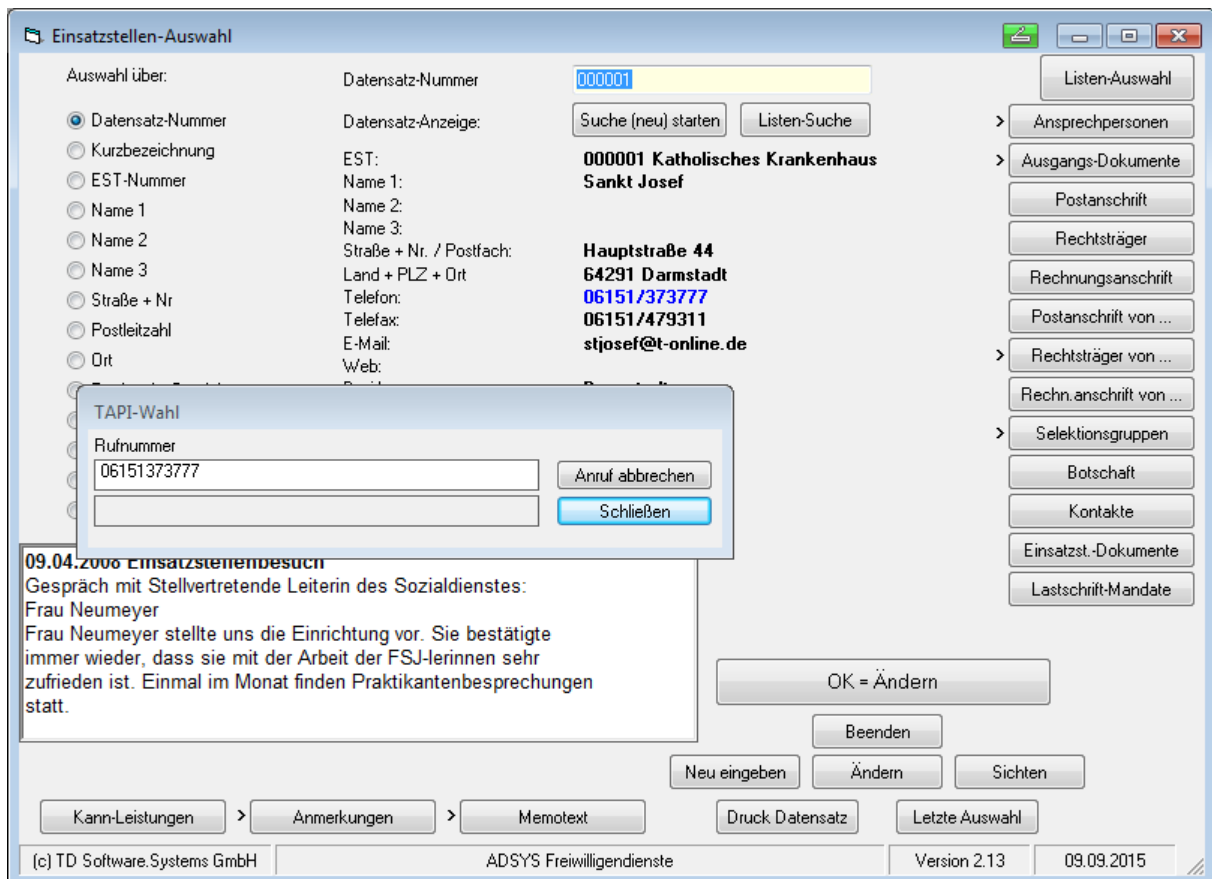 Einsatzstellen-Auswahl
Auswahl über:
Datensatz-Nummer
Kurzbezeichnung
EST-Nummer
Name 1
Name 2
Name 3
Straße + Nr
Postleitzahl
Ort
Datensatz-Nummer 000001
Datensatz-Anzeige: Suche (neu) starten Listen-Suche
EST: 000001 Katholisches Krankenhaus
Name 1: Sankt Josef
Name 2:
Name 3:
Straße + Nr. / Postfach: Hauptstraße 44
Land + PLZ + Ort 64291 Darmstadt
Telefon: 06151/373777
Telefax: 06151/479311
E-Mail: stjosef@t-online.de
Web:
Listen-Auswahl
> Ansprechpersonen
> Ausgangs-Dokumente
Postanschrift
Rechtsträger
Rechnungsanschrift
Postanschrift von ...
> Rechtsträger von ...
Rechn.anschrift von ...
> Selektionsgruppen
Botschaft
Kontakte
Einsatzst.-Dokumente
Lastschrift-Mandate
TAPI-Wahl
Rufnummer
06151373777
Anruf abbrechen
Schließen
09.04.2008 Einsatzstellenbesuch
Gespräch mit Stellvertretende Leiterin des Sozialdienstes:
Frau Neumeyer
Frau Neumeyer stellte uns die Einrichtung vor. Sie bestätigte
immer wieder, dass sie mit der Arbeit der FSJ-lerinnen sehr
zufrieden ist. Einmal im Monat finden Praktikantenbesprechungen
statt.
OK = Ändern
Beenden
Neu eingeben Ändern Sichten
Kann-Leistungen > Anmerkungen > Memotext Druck Datensatz Letzte Auswahl
(c) TD Software.Systems GmbH ADSYS Freiwilligendienste Version 2.13 09.09.2015